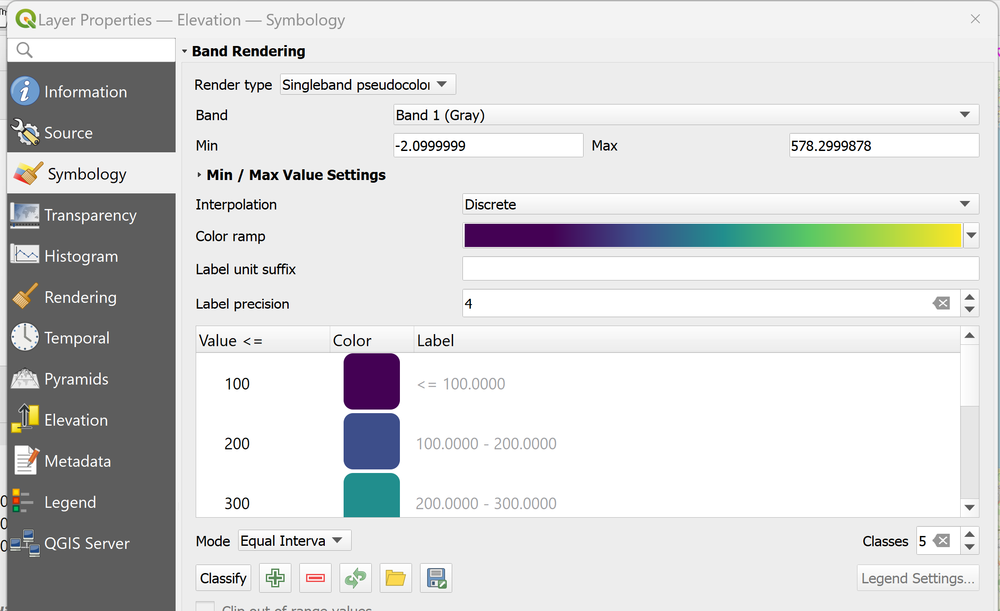 Layer Properties — Elevation — Symbology
Band Rendering
Information
Render type Singleband pseudocolor
Band Band 1 (Gray)
Source
Min -2.0999999 Max 578.2999878
Symbology
Min / Max Value Settings
Interpolation Discrete
Transparency
Color ramp
Histogram
Label unit suffix
Rendering
Label precision 4
Temporal
Value <= Color Label
Pyramids
100 <= 100.0000
Elevation
200 100.0000 - 200.0000
Metadata
Legend
300 200.0000 - 300.0000
QGIS Server
Mode Equal Interva Classes 5
Classify Legend Settings...
Clip out of range values